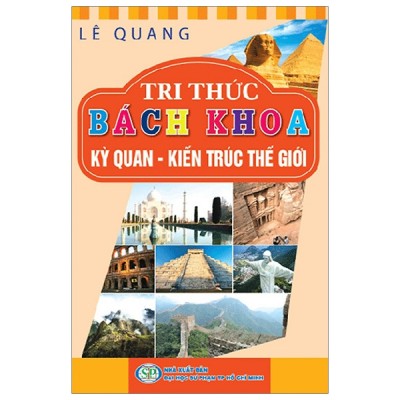 LÊ QUANG
TRI THỨC
BÁCH KHOA
KỲ QUAN - KIẾN TRÚC THẾ GIỚI
NHÀ XUẤT BẢN
ĐẠI HỌC SƯ PHẠM TP HỒ CHÍ MINH